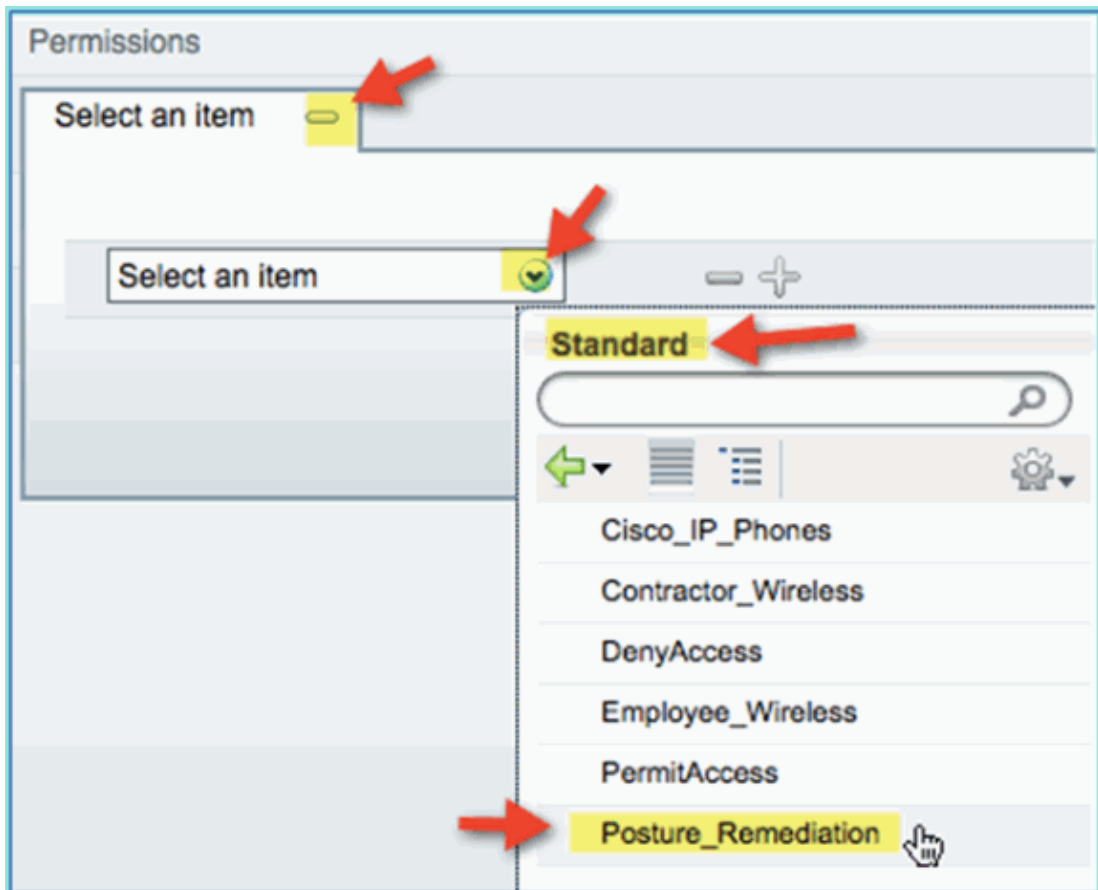 Permissions
Select an item
Select an item
Standard
Cisco_IP_Phones
Contractor_Wireless
DenyAccess
Employee_Wireless
PermitAccess
Posture_Remediation